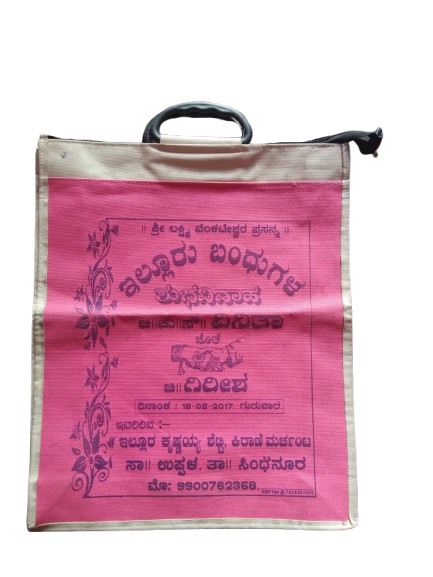 ॥ ಶ್ರೀ ಲಕ್ಷ್ಮಿ ವೆಂಕಟೇಶ್ವರ ಪ್ರಸನ್ನ ॥
ಇಲ್ಲೂರು ಬಂಧುಗಳ
ಶುಭವಿವಾಹ
ಚಿ||ಕು||ಸೌ||
ಜೊತೆ
ಚಿ|| ಗಿರೀಶ
ದಿನಾಂಕ : 18-05-2017. ಗುರುವಾರ
ಇವರಿಂದ :-
ಇಲ್ಲೂರ ಕೃಷ್ಣಯ್ಯ ಶೆಟ್ಟಿ, ಕಿರಾಣಿ ಮರ್ಚಂಟ
ಸಾ|| ಉಪ್ಪಳ. ತಾ|| ಸಿಂಧನೂರ
ಮೊ: 9900762368.